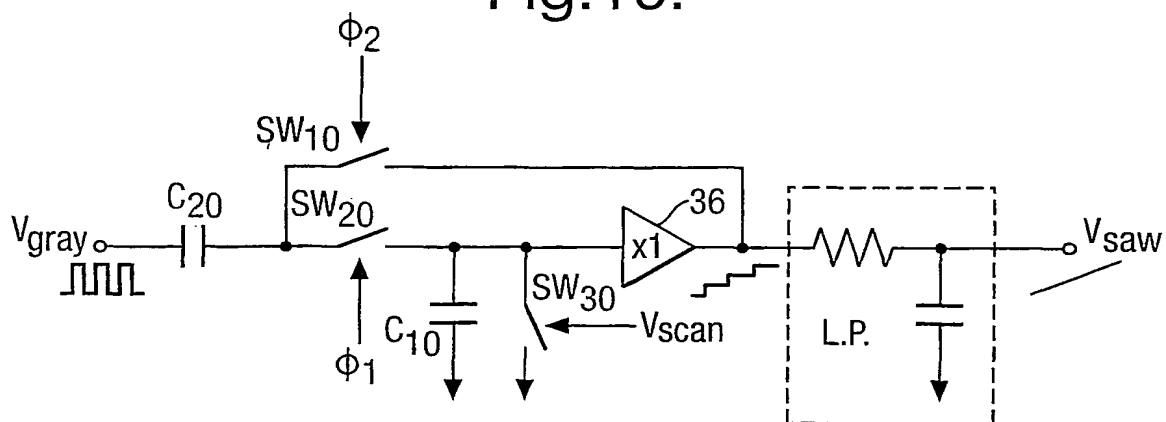 Fig.10.
ϕ2
SW10
C20
SW20
36
Vgray
x1
Vsaw
SW30
C10
Vscan
L.P.
ϕ1